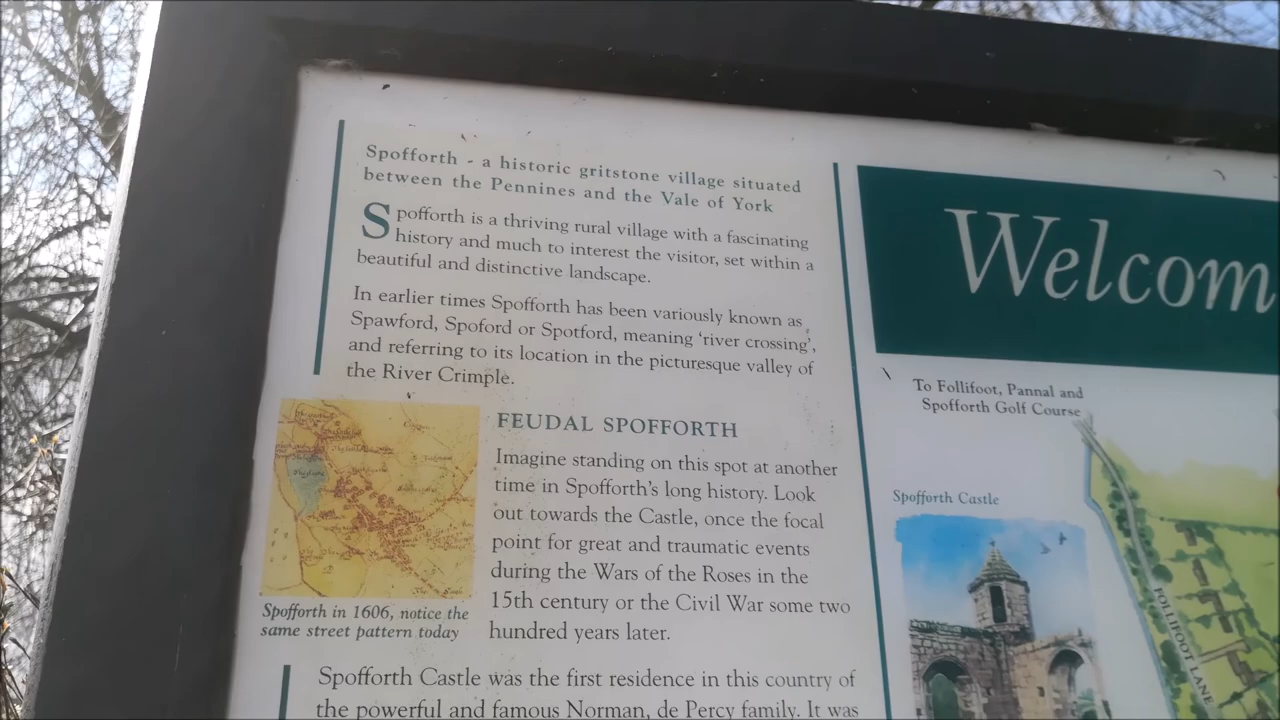 Spofforth - a historic gritstone village situated
between the Pennines and the Vale of York
Spofforth is a thriving rural village with a fascinating
history and much to interest the visitor, set within a
beautiful and distinctive landscape.
In earlier times Spofforth has been variously known as
Spawford, Spoford or Spotford, meaning ‘river crossing’,
and referring to its location in the picturesque valley of
the River Crimple.
FEUDAL SPOFFORTH
Imagine standing on this spot at another
time in Spofforth's long history. Look
out towards the Castle, once the focal
point for great and traumatic events
during the Wars of the Roses in the
15th century or the Civil War some two
hundred years later.
Spofforth in 1606, notice the
same street pattern today
Spofforth Castle was the first residence in this country of
the powerful and famous Norman, de Percy family. It was
Welcom
To Follifoot, Pannal and
Spofforth Golf Course
Spofforth Castle
FOLLIFOOT LANE